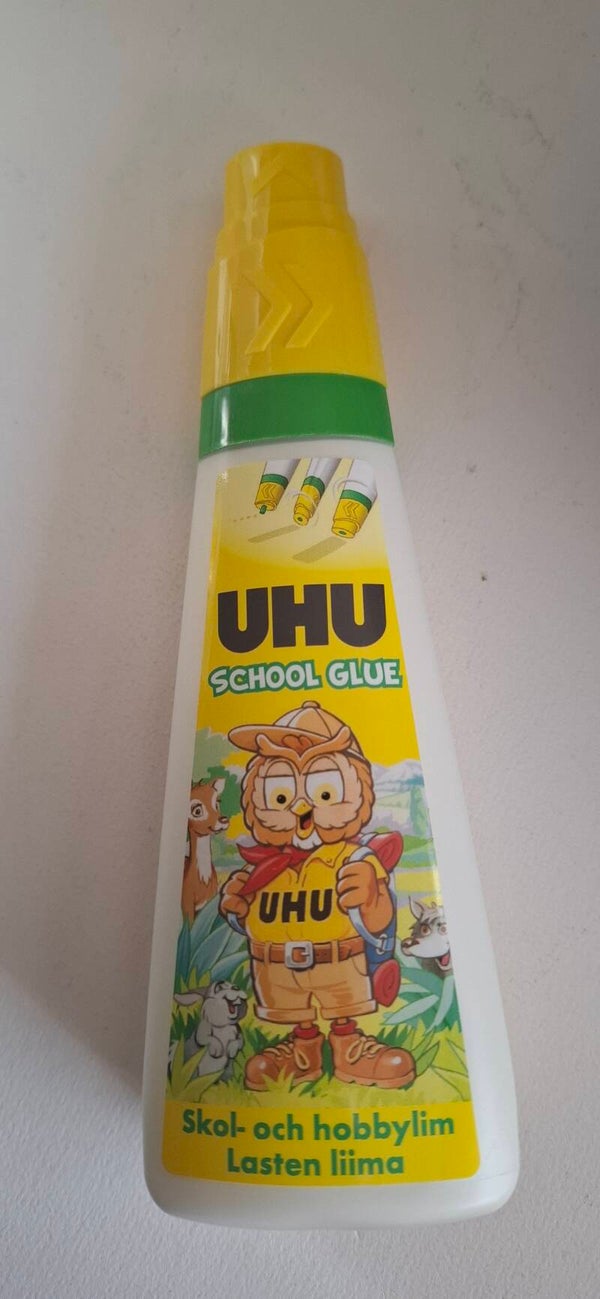 UHU
SCHOOL GLUE
UHU
Skol- och hobbylim
Lasten liima